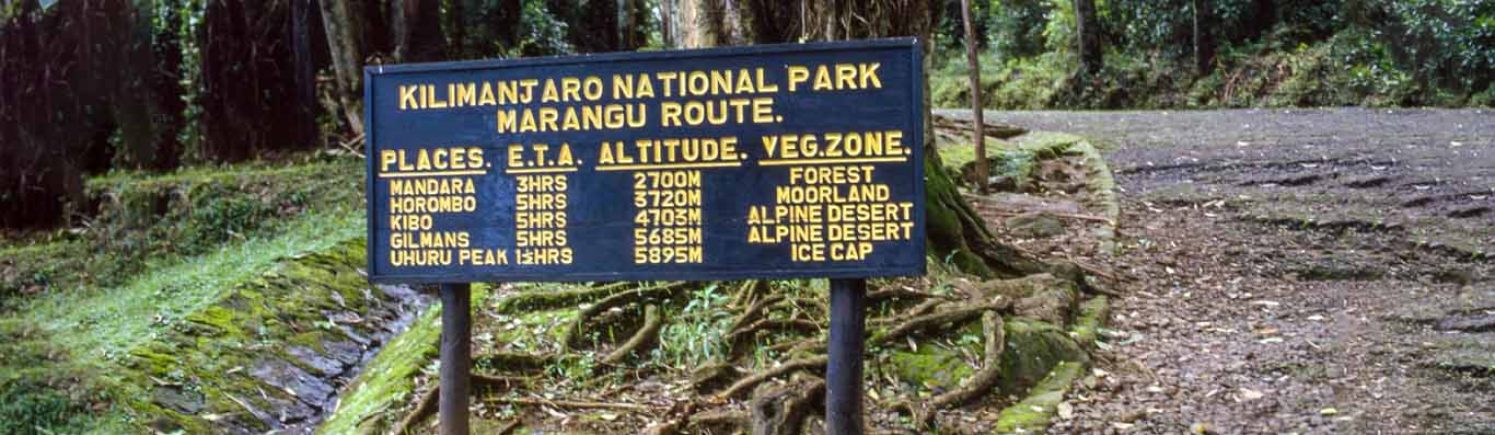 KILIMANJARO NATIONAL PARK
MARANGU ROUTE.
PLACES. E.T.A. ALTITUDE. VEG.ZONE.
MANDARA 3HRS 2700M FOREST
HOROMBO 5HRS 3720M MOORLAND
KIBO 5HRS 4703M ALPINE DESERT
GILMANS 5HRS 5685M ALPINE DESERT
UHURU PEAK 1½HRS 5895M ICE CAP